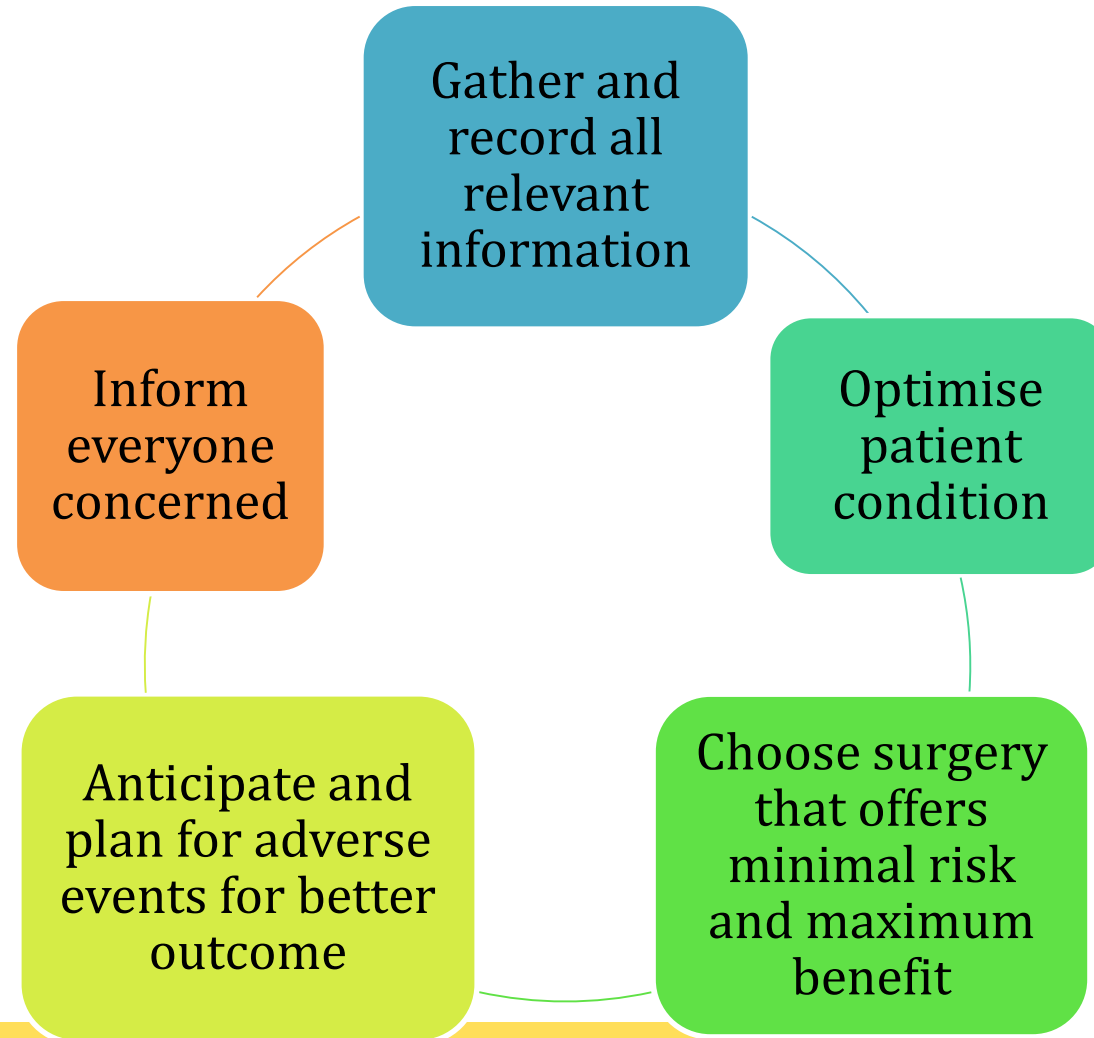 Gather and
record all
relevant
information
Optimise
patient
condition
Choose surgery
that offers
minimal risk
and maximum
benefit
Anticipate and
plan for adverse
events for better
outcome
Inform
everyone
concerned